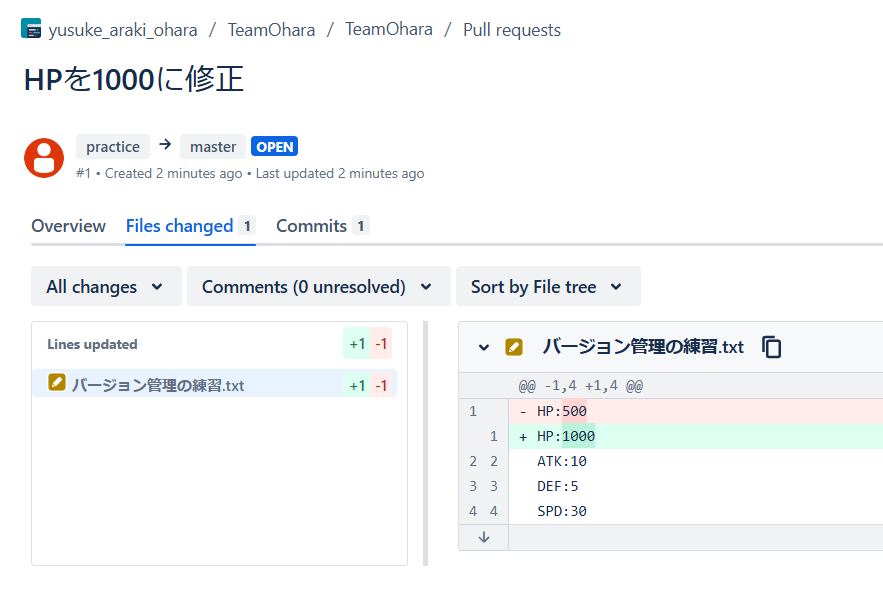 yusuke_araki_ohara / TeamOhara / TeamOhara / Pull requests
HPを1000に修正
practice → master OPEN
#1 • Created 2 minutes ago • Last updated 2 minutes ago
Overview Files changed 1 Commits 1
All changes Comments (0 unresolved) Sort by File tree
Lines updated +1 -1
バージョン管理の練習.txt +1 -1
バージョン管理の練習.txt
@@ -1,4 +1,4 @@
1 - HP:500
1 + HP:1000
2 2 ATK:10
3 3 DEF:5
4 4 SPD:30